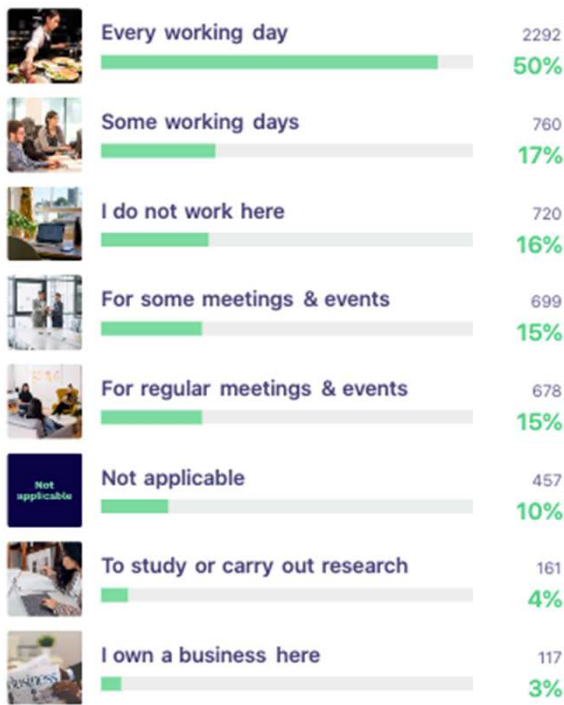 Every working day
2292
50%
Some working days
760
17%
I do not work here
720
16%
For some meetings & events
699
15%
For regular meetings & events
678
15%
Not
applicable
Not applicable
457
10%
To study or carry out research
161
4%
Business
I own a business here
117
3%